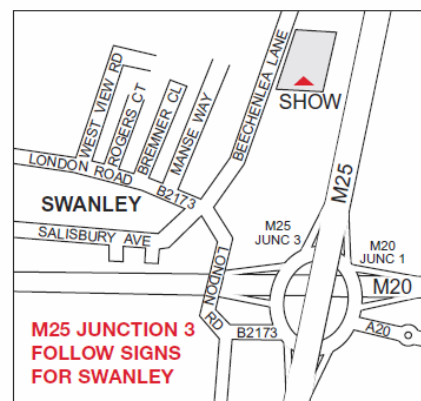 WEST VIEW RD
ROGERS CT
BREMNER CL
MANSE WAY
BEECHENLEA LANE
SHOW
LONDON ROAD
B2173
M25
SWANLEY
SALISBURY AVE
M25
JUNC 3
M20
JUNC 1
LONDON RD
M20
B2173
A20
M25 JUNCTION 3
FOLLOW SIGNS
FOR SWANLEY